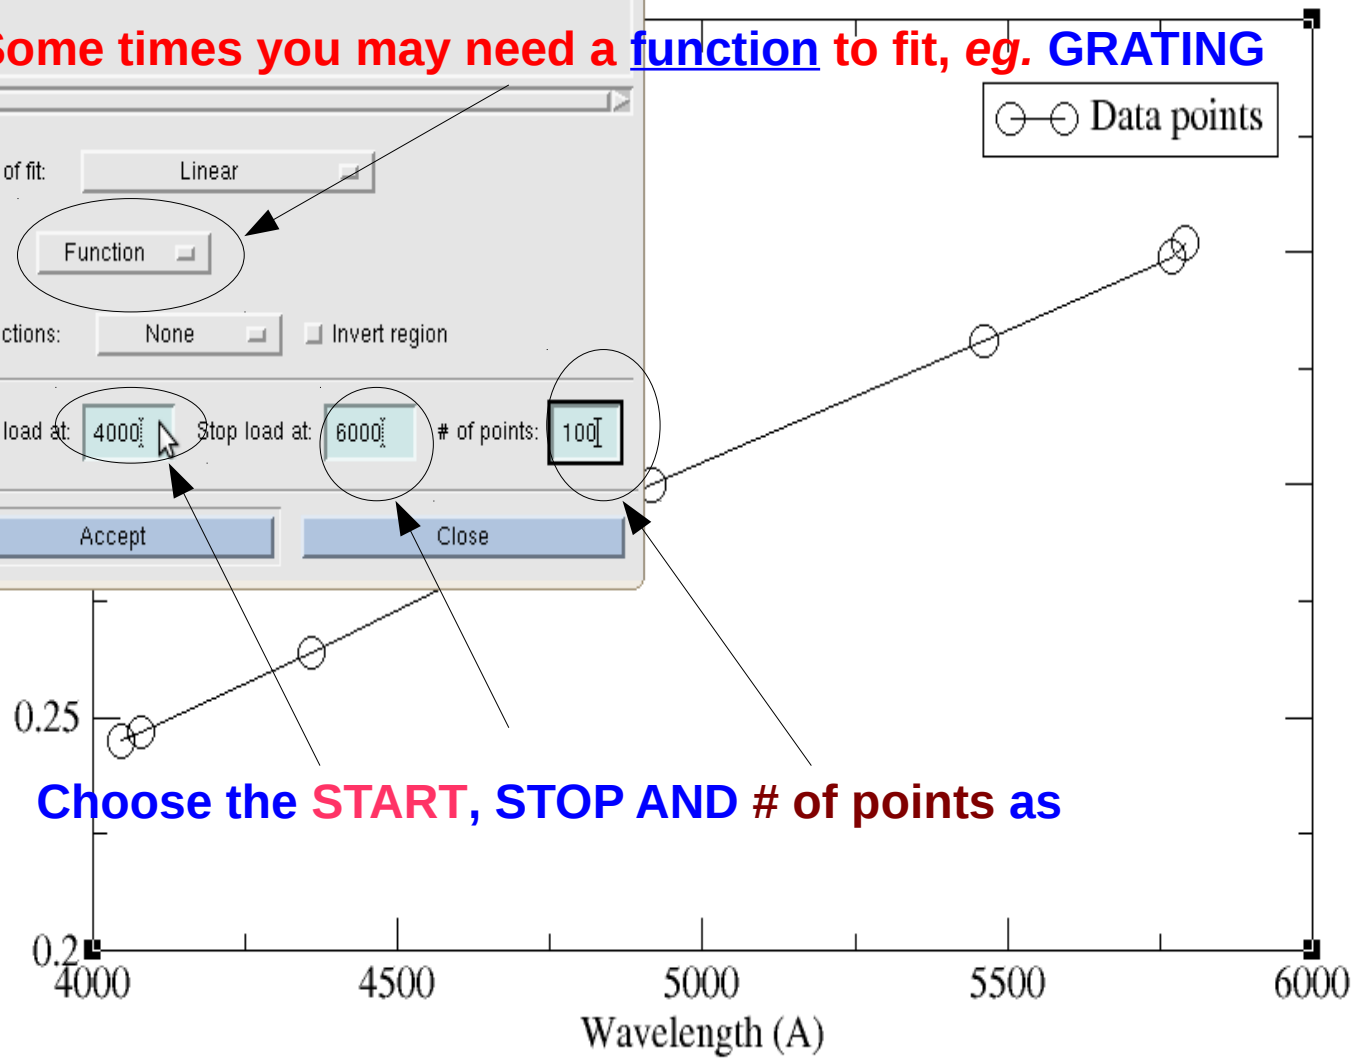 Some times you may need a function to fit, eg. GRATING
Data points
of fit: Linear
Function
ctions: None Invert region
load at: 4000 Stop load at: 6000 # of points: 100
Accept Close
0.25
Choose the START, STOP AND # of points as
0.2
4000 4500 5000 5500 6000
Wavelength (A)